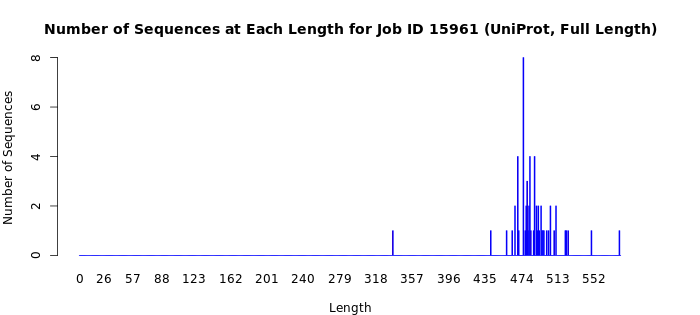 Number of Sequences at Each Length for Job ID 15961 (UniProt, Full Length)
Number of Sequences
8
6
4
2
0
0 26 57 88 123 162 201 240 279 318 357 396 435 474 513 552
Length